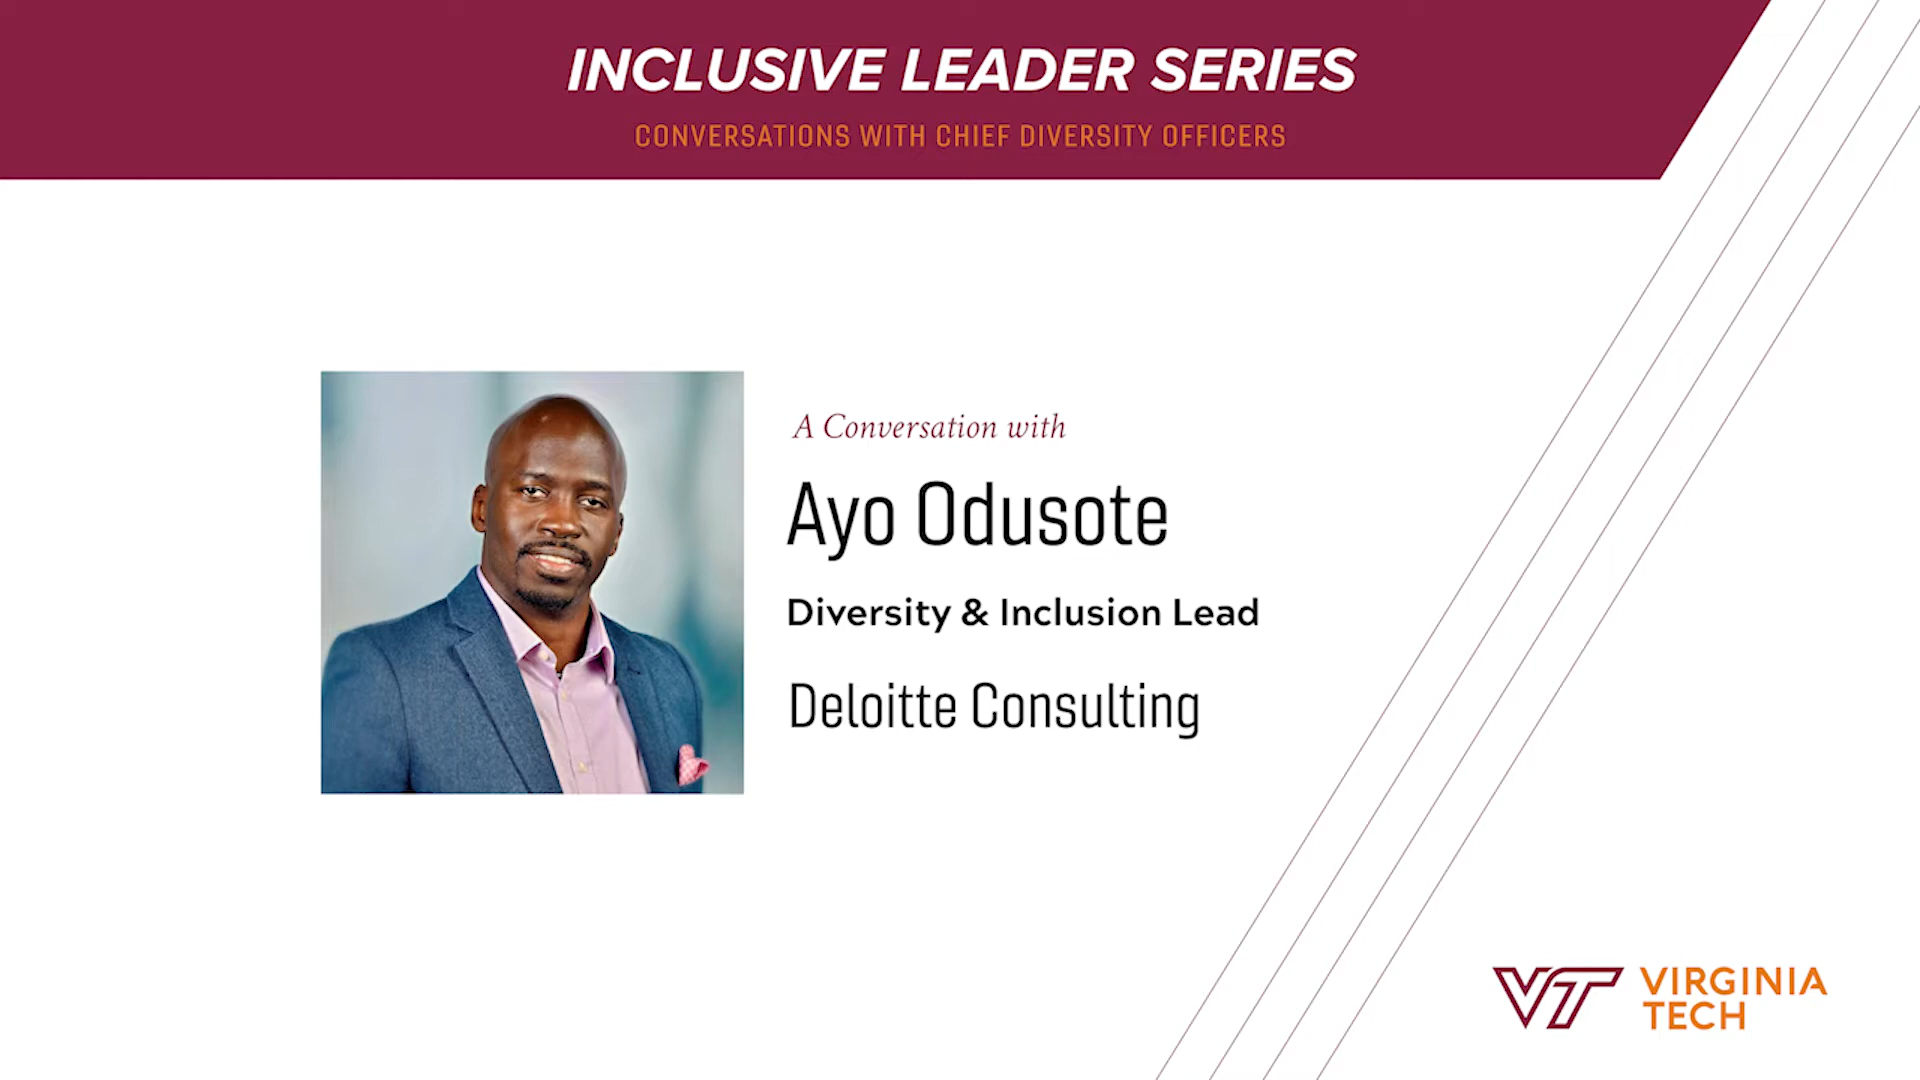 INCLUSIVE LEADER SERIES
CONVERSATIONS WITH CHIEF DIVERSITY OFFICERS
A Conversation with
Ayo Odusote
Diversity & Inclusion Lead
Deloitte Consulting
VT VIRGINIA
TECH